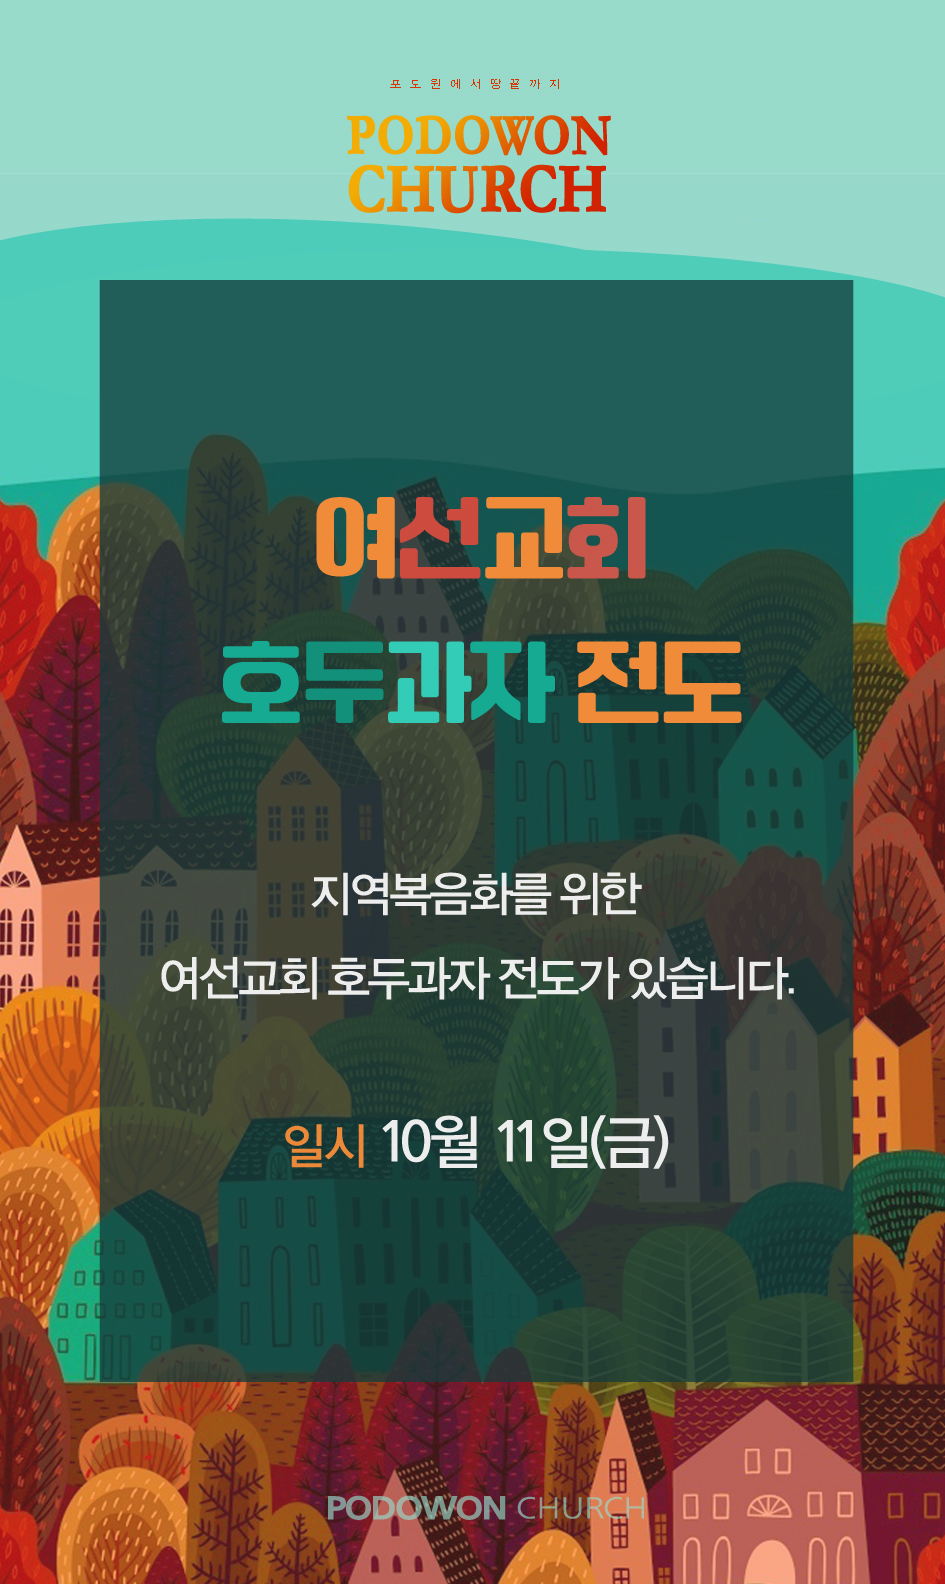 포도원에서땅끝까지
PODOWON
CHURCH
여선교회
호두과자 전도
지역복음화를 위한
여선교회 호두과자 전도가 있습니다.
일시 10월 11일(금)
PODOWON CHURCH